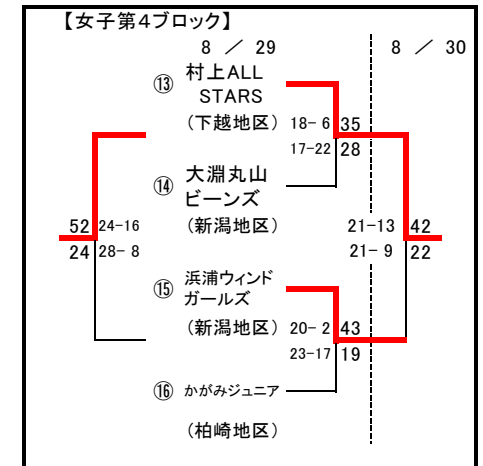 【女子第4ブロック】
8 ／ 29
8 ／ 30
⑬ 村上ALL
STARS
(下越地区)
18- 6 35
17-22 28
⑭ 大淵丸山
ビーンズ
(新潟地区)
52 24-16
24 28- 8
21-13 42
21- 9 22
⑮ 浜浦ウィンド
ガールズ
(新潟地区)
20- 2 43
23-17 19
⑯ かがみジュニア
(柏崎地区)